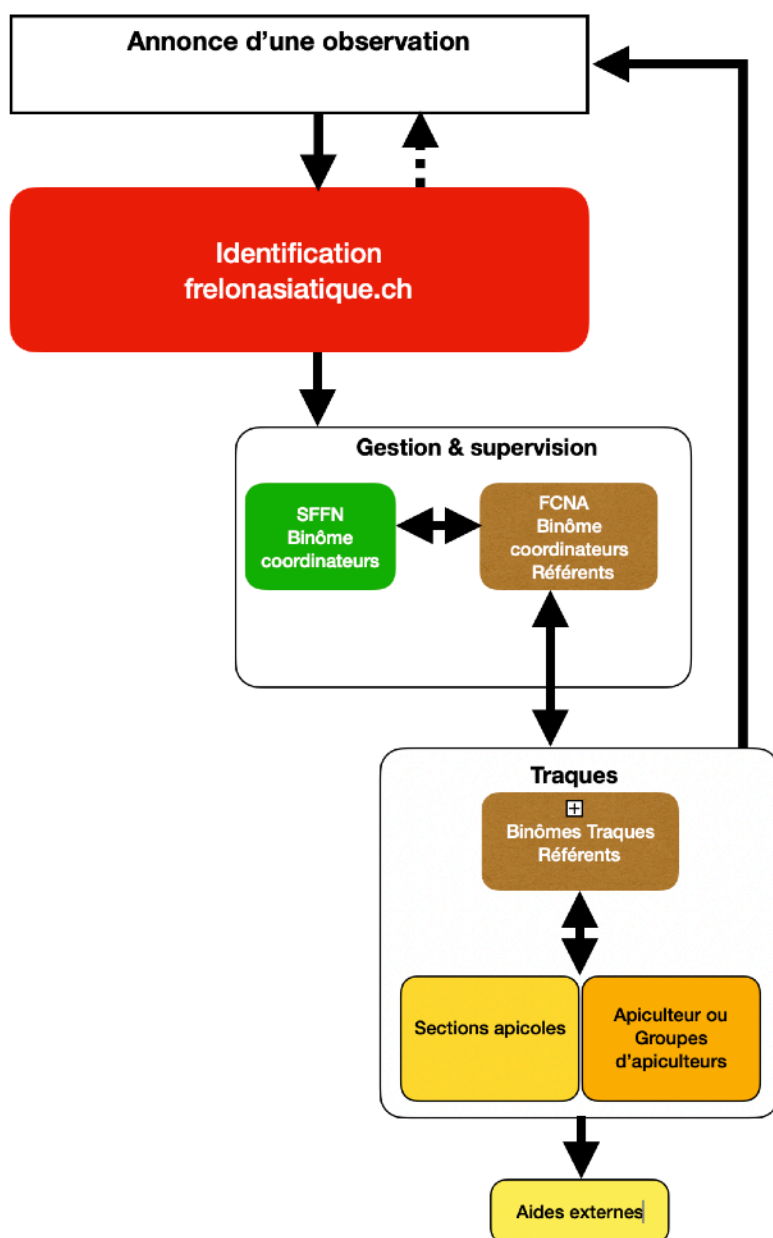 Annonce d’une observation
Identification
frelonasiatique.ch
Gestion & supervision
SFFN
Binôme
coordinateurs
FCNA
Binôme
coordinateurs
Référents
Traques
Binômes Traques
Référents
Sections apicoles
Apiculteur ou
Groupes
d’apiculteurs
Aides externes